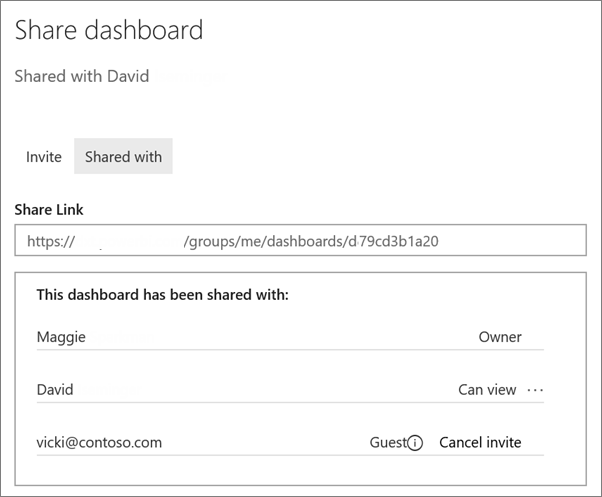 Share dashboard
Shared with David
Invite Shared with
Share Link
https:// /groups/me/dashboards/d79cd3b1a20
This dashboard has been shared with:
Maggie Owner
David Can view ···
vicki@contoso.com Guest Cancel invite